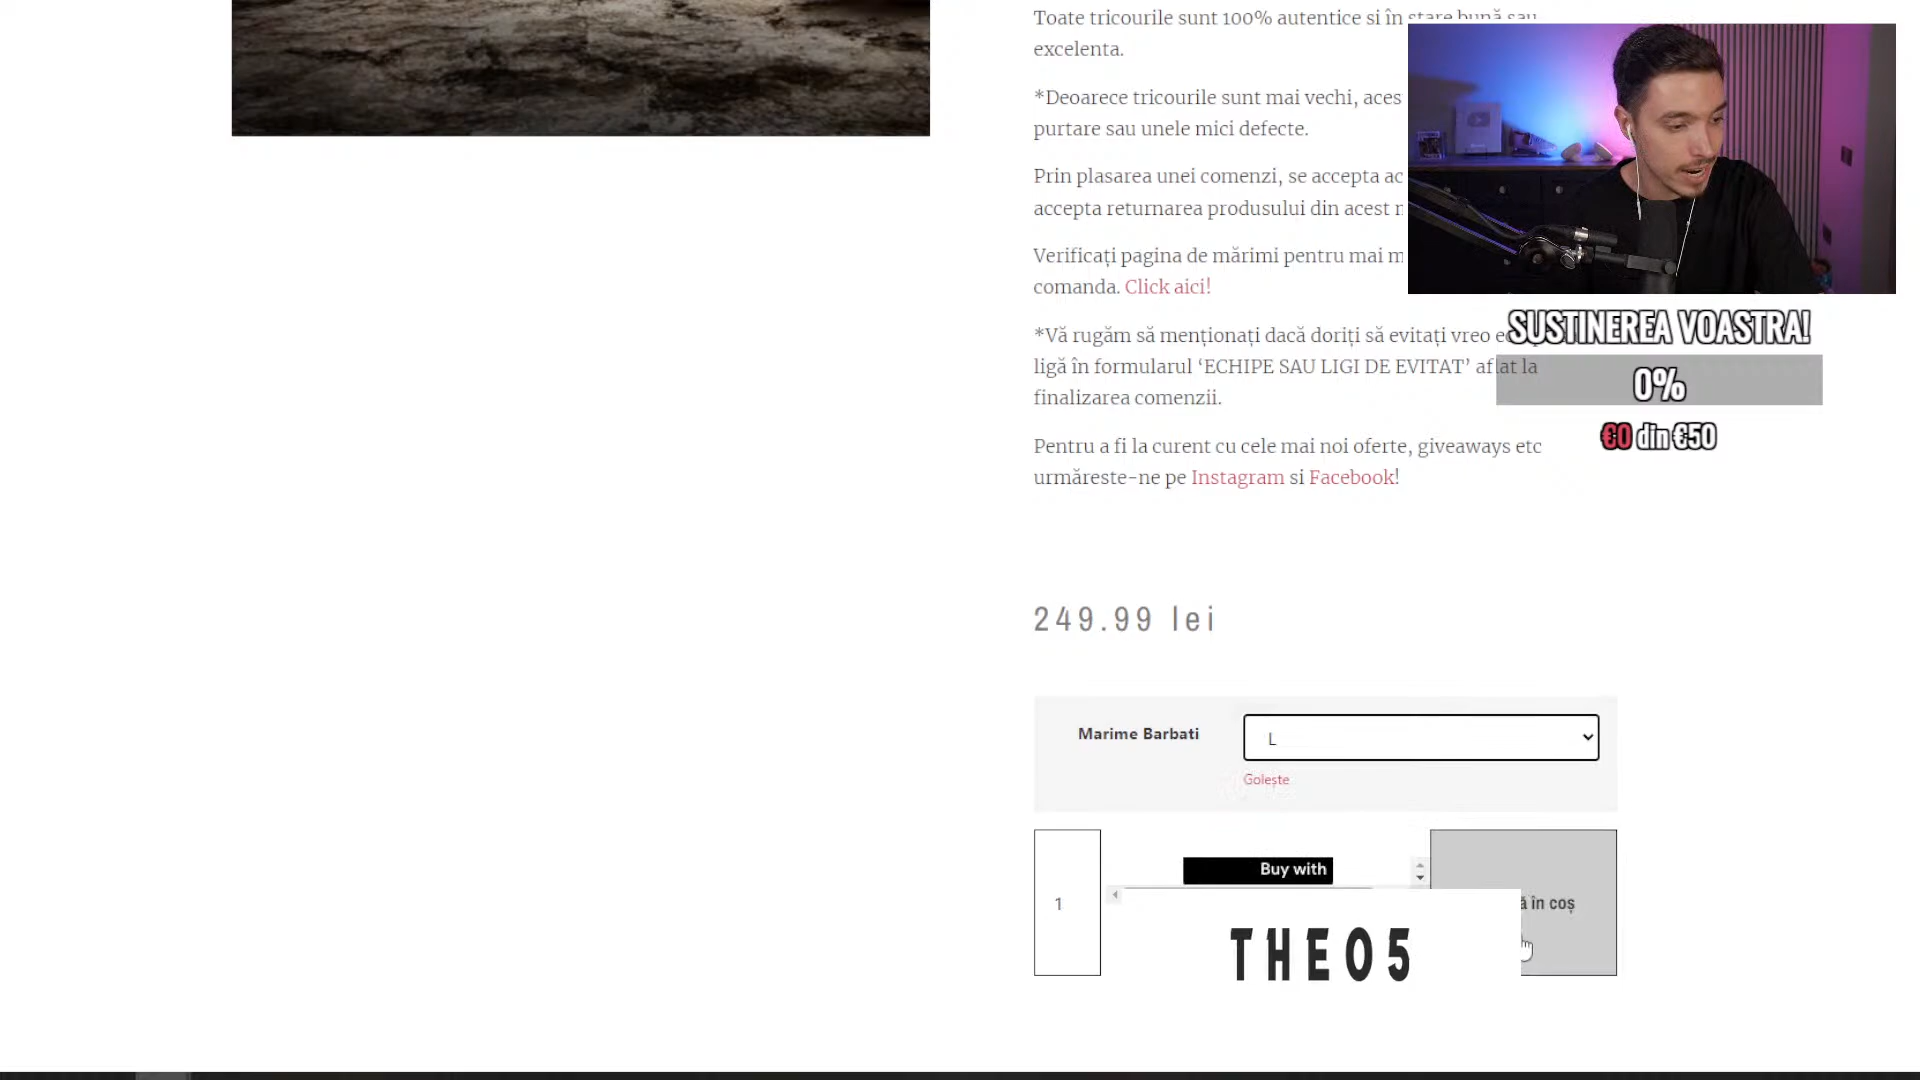 Toate tricourile sunt 100% autentice si în stare bună sau
excelenta.
*Deoarece tricourile sunt mai vechi, aces
purtare sau unele mici defecte.
Prin plasarea unei comenzi, se accepta ac
accepta returnarea produsului din acest
Verificați pagina de mărimi pentru mai m
comanda. Click aici!
*Vă rugăm să menționați dacă doriți să evitați vreo
ligă în formularul ‘ECHIPE SAU LIGI DE EVITAT’ aflat la
finalizarea comenzii.
Pentru a fi la curent cu cele mai noi oferte, giveaways etc
urmăreste-ne pe Instagram si Facebook!
SUSTINEREA VOASTRA!
0%
€0 din €50
249.99 lei
Marime Barbati
L
Golește
1
Buy with
ă în coș
THEO5